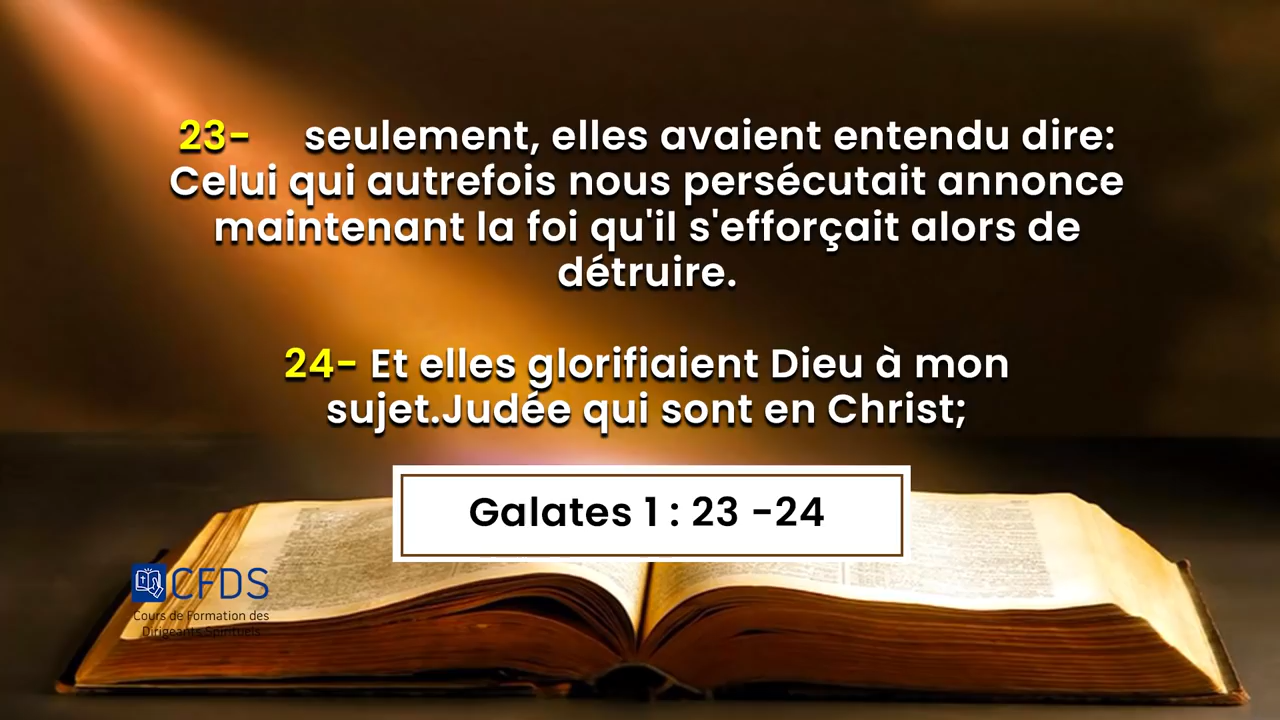 23- seulement, elles avaient entendu dire:
Celui qui autrefois nous persécutait annonce
maintenant la foi qu'il s'efforçait alors de
détruire.
24- Et elles glorifiaient Dieu à mon
sujet.Judée qui sont en Christ;
Galates 1 : 23 -24
CFDS
Cours de Formation des
Dirigeants Spirituels